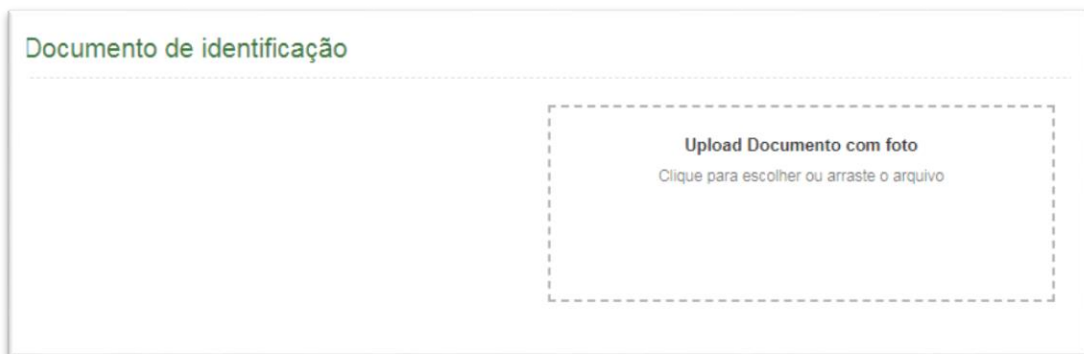 Documento de identificação
Upload Documento com foto
Clique para escolher ou arraste o arquivo